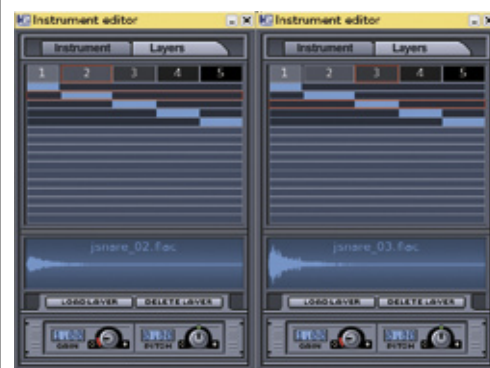 Instrument editor
Instrument Layers
1 2 3 4 5
jsnare_02.flac
LOAD LAYER DELETE LAYER
GAIN PITCH
Instrument editor
Instrument Layers
1 2 3 4 5
jsnare_03.flac
LOAD LAYER DELETE LAYER
GAIN PITCH